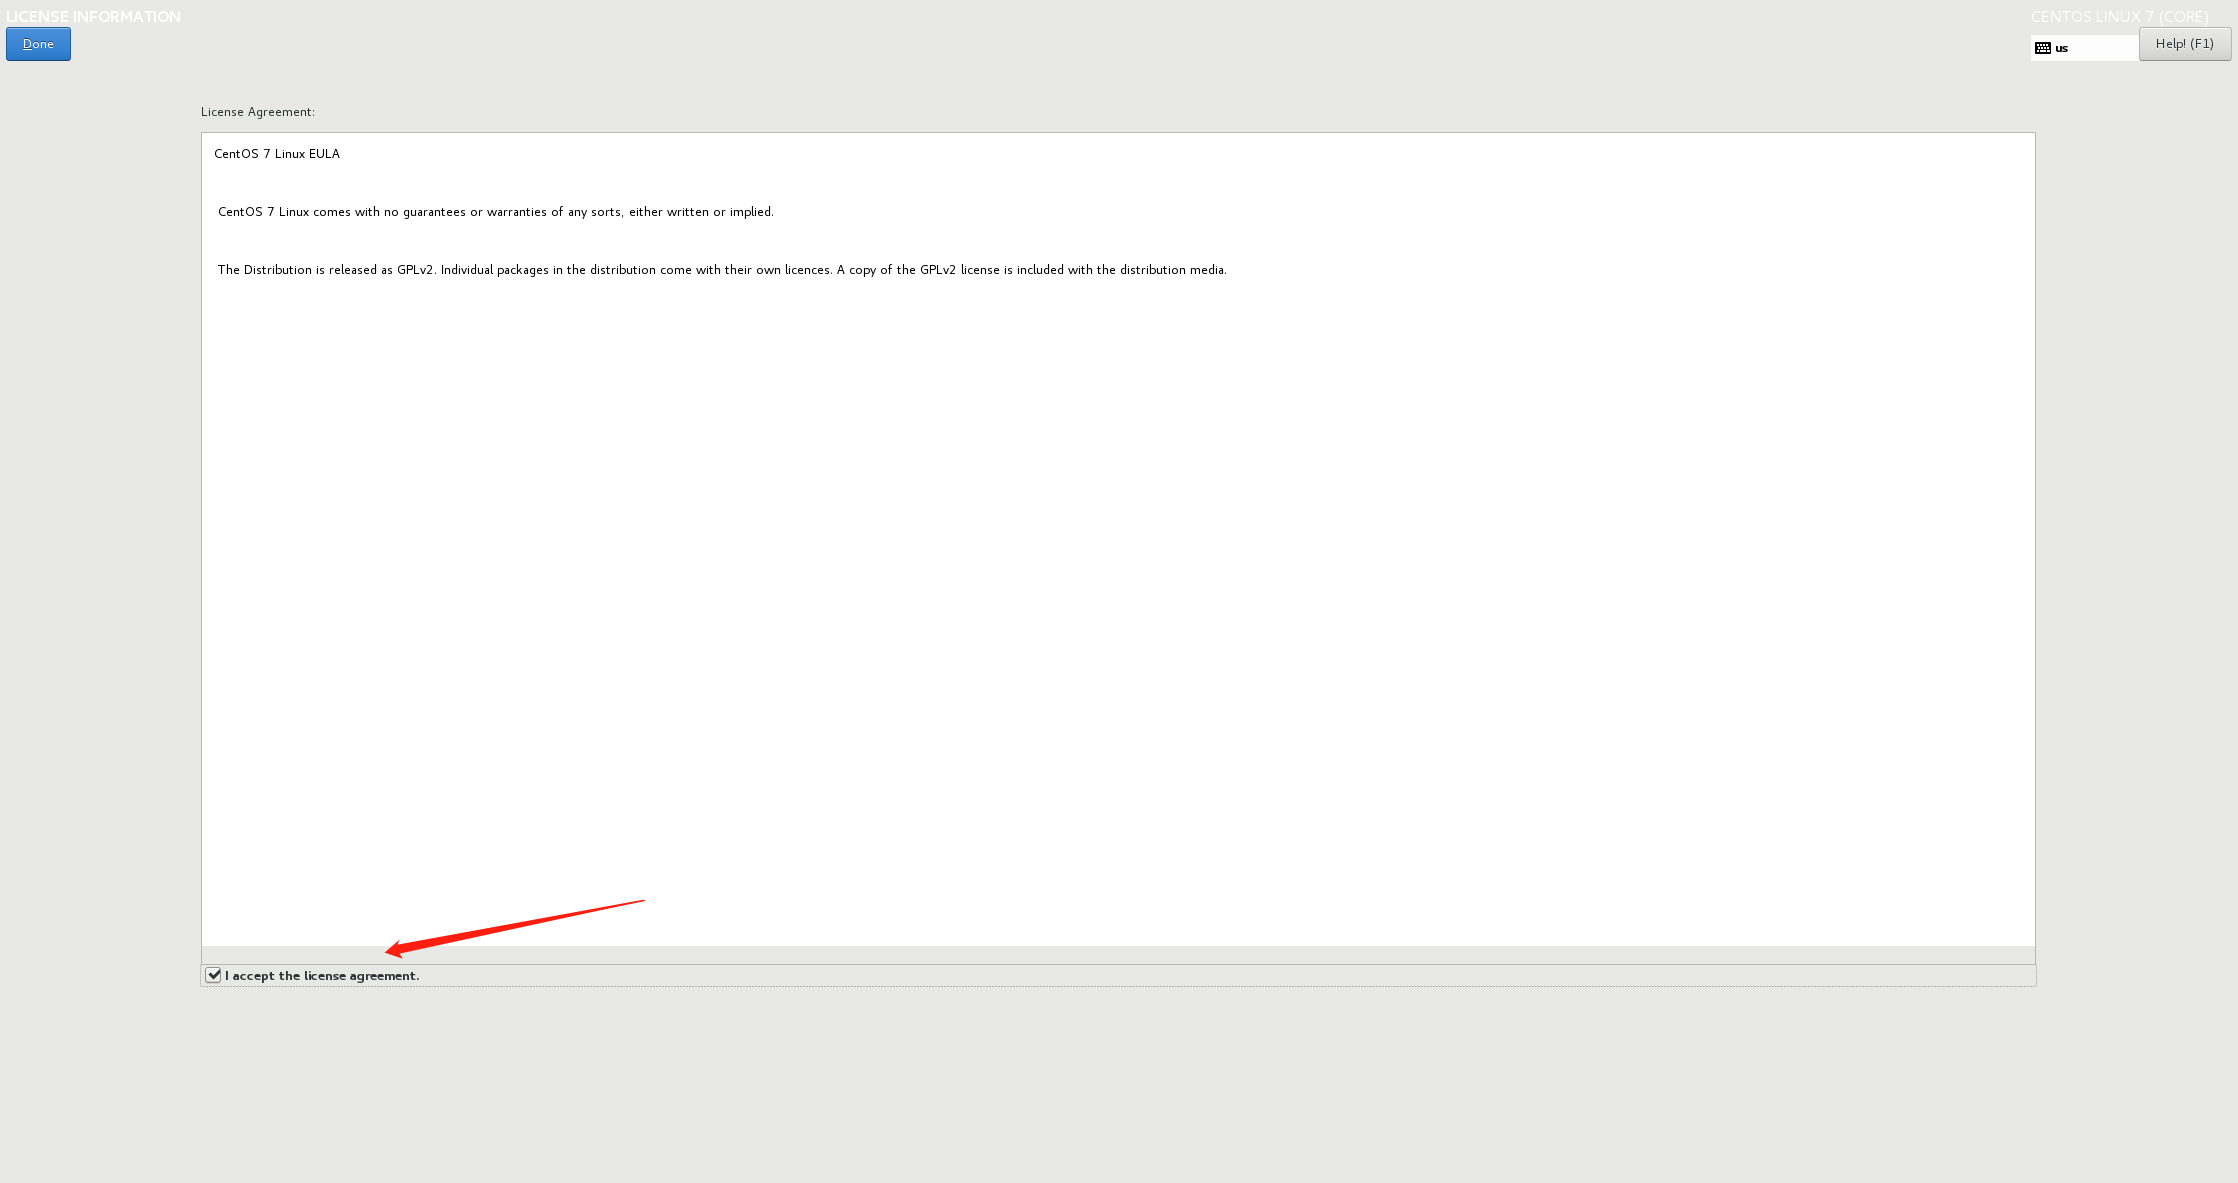 LICENSE INFORMATION
CENTOS LINUX 7 (CORE)
Done
us
Help! (F1)
License Agreement:
CentOS 7 Linux EULA
CentOS 7 Linux comes with no guarantees or warranties of any sorts, either written or implied.
The Distribution is released as GPLv2. Individual packages in the distribution come with their own licences. A copy of the GPLv2 license is included with the distribution media.
I accept the license agreement.